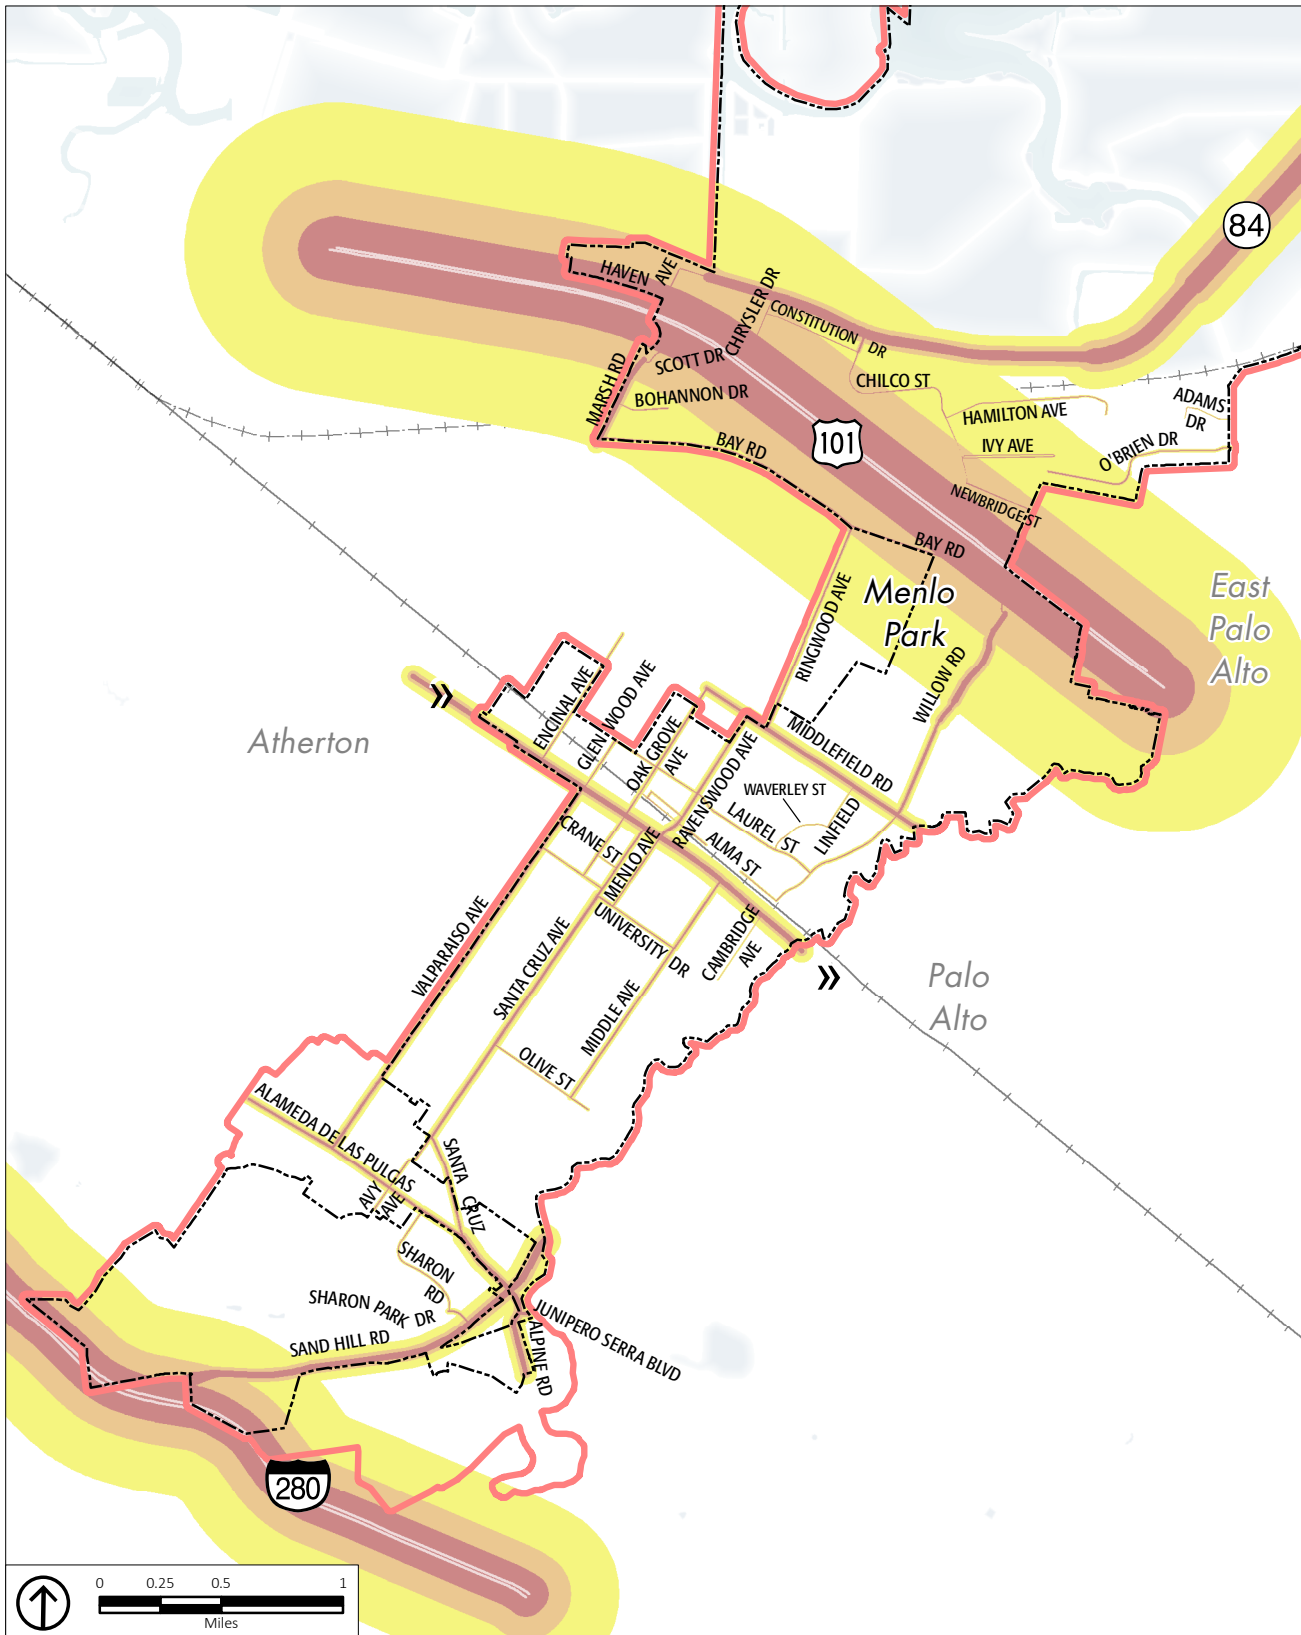 84
HAVEN AVE
CHRYSLER DR
CONSTITUTION DR
SCOTT DR
MARSH RD
CHILCO ST
BOHANNON DR
ADAMS
DR
HAMILTON AVE
101
BAY RD
IVY AVE
O'BRIEN DR
NEWBRIDGE ST
BAY RD
Menlo
Park
East
Palo
Alto
RINGWOOD AVE
WILLOW RD
ENCINAL AVE
GLENWOOD AVE
Atherton
OAK GROVE
AVE
MIDDLEFIELD RD
RAVENSWOOD AVE
WAVERLEY ST
LAUREL ST
LINFIELD
CRANE ST
MENLO AVE
ALMA ST
VALPARAISO AVE
SANTA CRUZ AVE
UNIVERSITY DR
CAMBRIDGE
AVE
Palo
Alto
MIDDLE AVE
OLIVE ST
ALAMEDA DE LAS PULGAS
SANTA CRUZ
AVY
AVE
SHARON
RD
SHARON PARK DR
SAND HILL RD
JUNIPERO SERRA BLVD
ALPINE RD
280
0 0.25 0.5 1
Miles